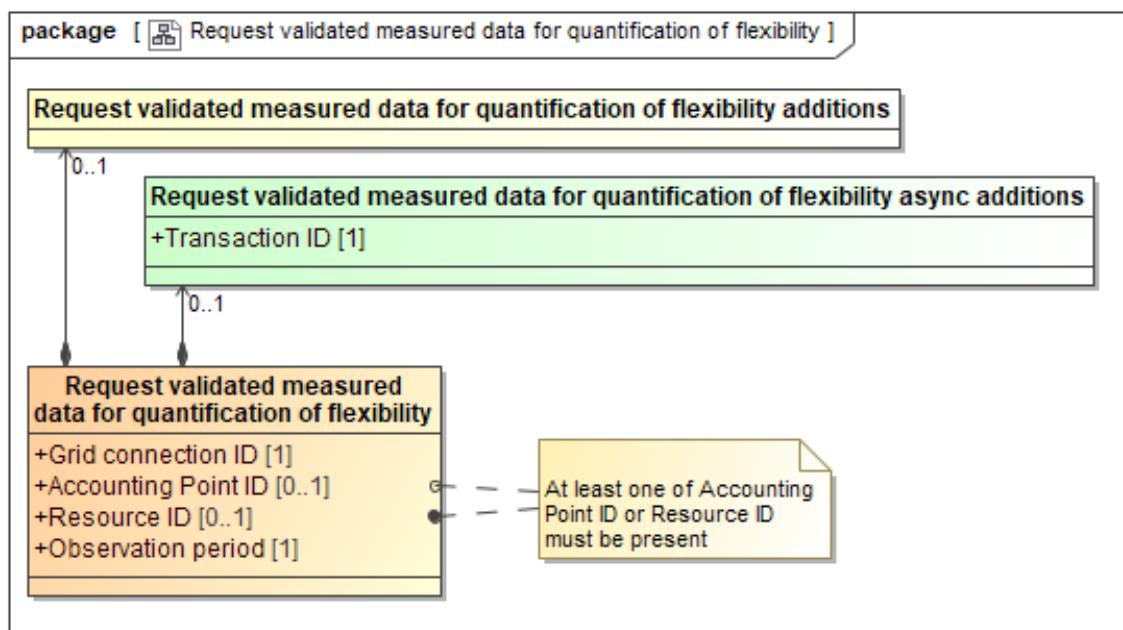 package [ Request validated measured data for quantification of flexibility ]
Request validated measured data for quantification of flexibility additions
0..1
Request validated measured data for quantification of flexibility async additions
+Transaction ID [1]
0..1
Request validated measured
data for quantification of flexibility
+Grid connection ID [1]
+Accounting Point ID [0..1]
+Resource ID [0..1]
+Observation period [1]
At least one of Accounting
Point ID or Resource ID
must be present